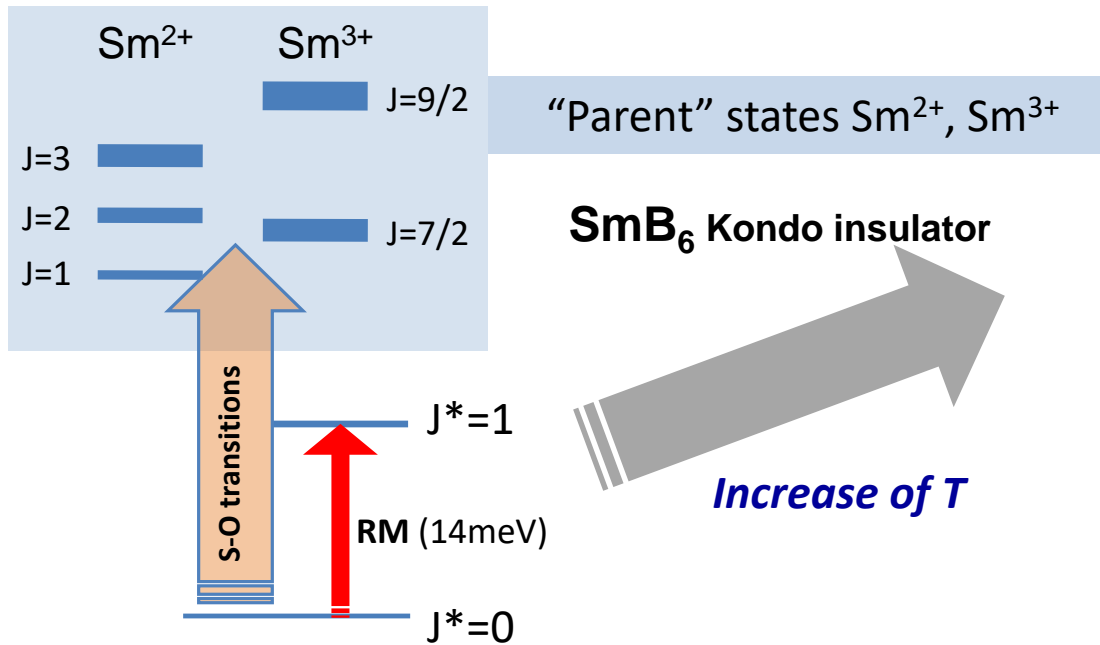 Sm²⁺
Sm³⁺
J=9/2
J=3
J=2
J=7/2
J=1
"Parent" states Sm²⁺, Sm³⁺
SmB₆ Kondo insulator
S-O transitions
J*=1
RM (14meV)
J*=0
Increase of T